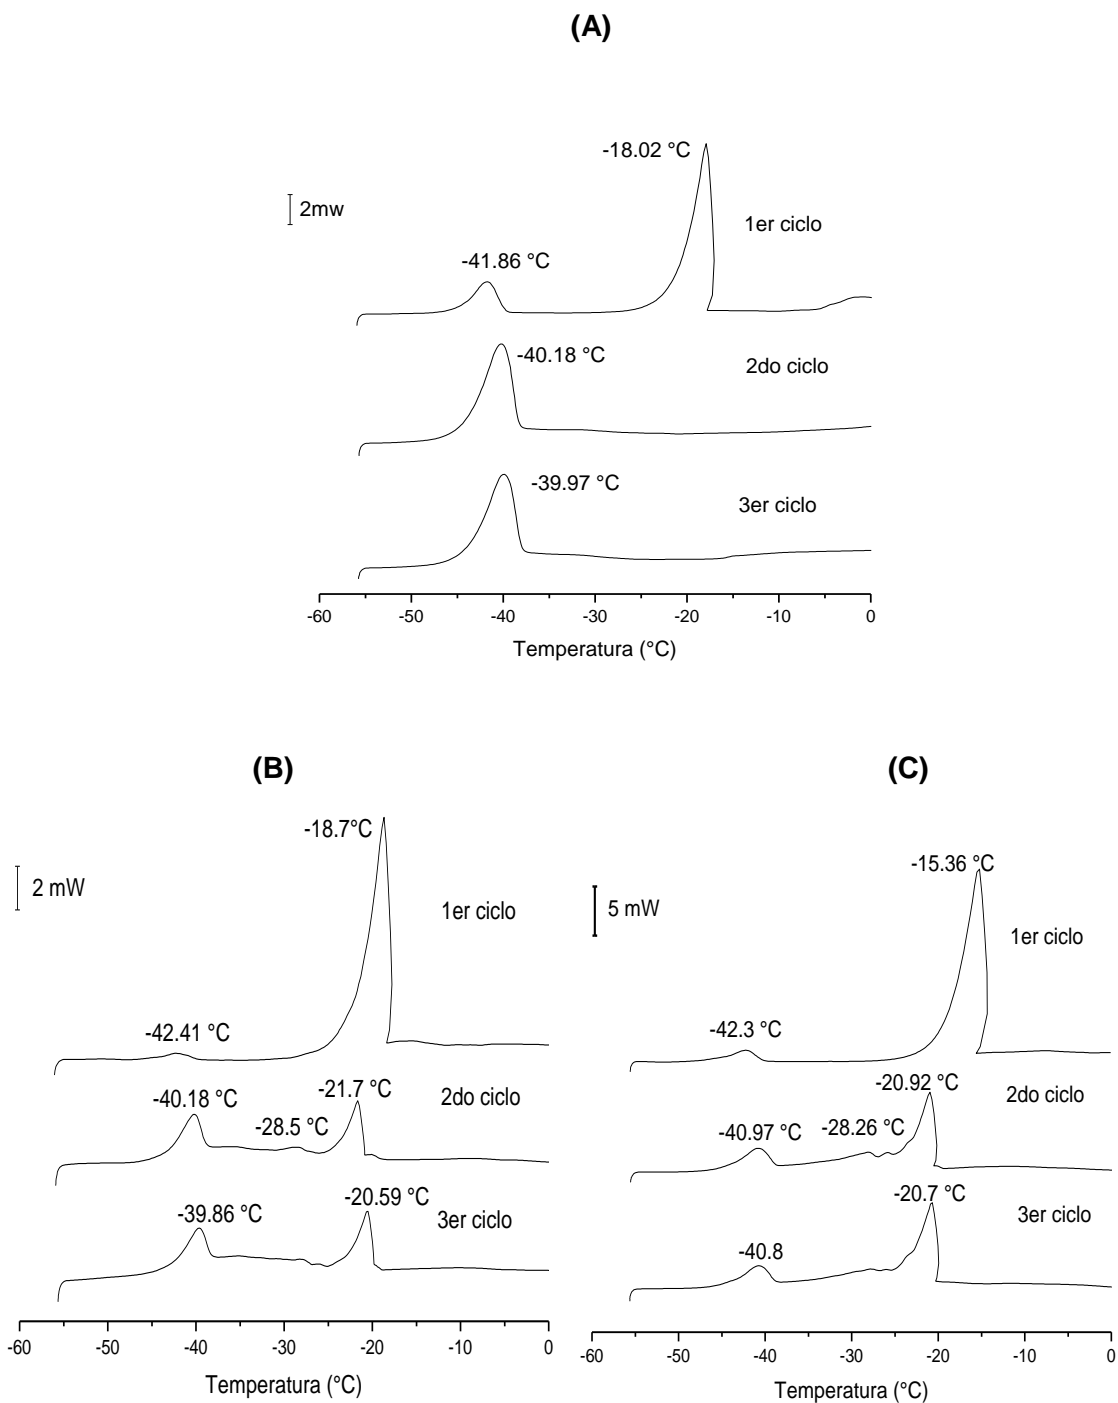 (A)
-18.02 °C
2mw
1er ciclo
-41.86 °C
-40.18 °C
2do ciclo
-39.97 °C
3er ciclo
-60 -50 -40 -30 -20 -10 0
Temperatura (°C)
(B)
-18.7°C
2 mW
1er ciclo
-42.41 °C
-21.7 °C
-40.18 °C
2do ciclo
-28.5 °C
-20.59 °C
-39.86 °C
3er ciclo
-60 -50 -40 -30 -20 -10 0
Temperatura (°C)
(C)
-15.36 °C
5 mW
1er ciclo
-42.3 °C
-20.92 °C
2do ciclo
-40.97 °C
-28.26 °C
-20.7 °C
3er ciclo
-40.8
-60 -50 -40 -30 -20 -10 0
Temperatura (°C)